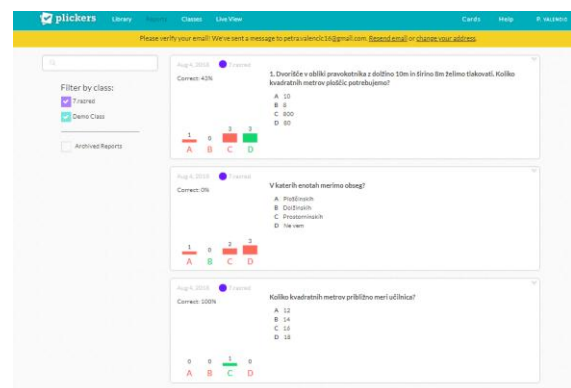 plickers Library Reports Classes Live View Cards Help P. VALENCIC
Please verify your email! We've sent a message to petra.valencic16@gmail.com. Resend email or change your address.
Filter by class:
7.razred
Demo Class
Archived Reports
Aug 4, 2018 7.razred
Correct: 43%
1. Dvorišče v obliki pravokotnika z dolžino 10m in širino 8m želimo tlakovati. Koliko
kvadratnih metrov ploščic potrebujemo?
A 10
B 8
C 800
D 80
1 0 3 3
A B C D
Aug 4, 2018 7.razred
Correct: 0%
V katerih enotah merimo obseg?
A Ploščinskih
B Dolžinskih
C Prostorninskih
D Ne vem
1 0 2 3
A B C D
Aug 4, 2018 7.razred
Correct: 100%
Koliko kvadratnih metrov približno meri učilnica?
A 12
B 14
C 16
D 18
0 0 1 0
A B C D